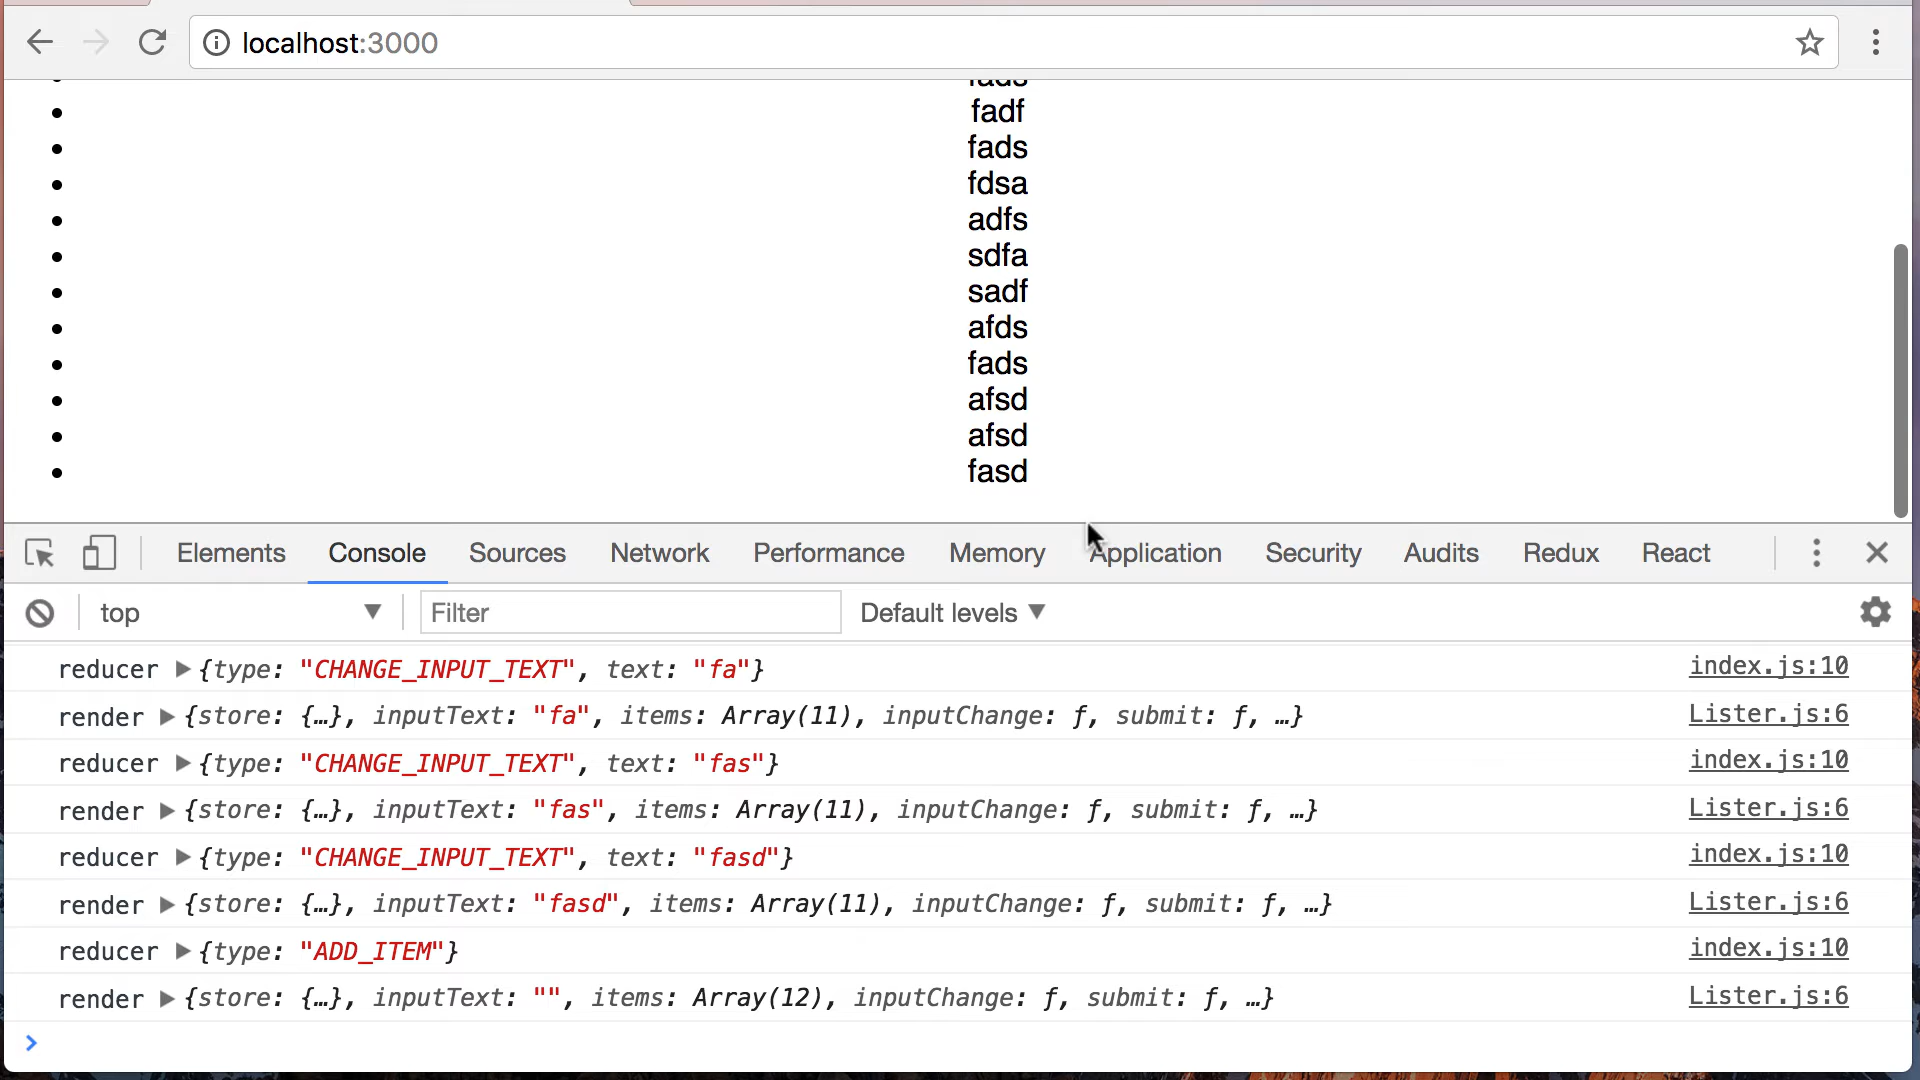 localhost:3000
fads
fadf
fads
fdsa
adfs
sdfa
sadf
afds
fads
afsd
afsd
fasd
Elements Console Sources Network Performance Memory Application Security Audits Redux React
top Filter Default levels
reducer {type: "CHANGE_INPUT_TEXT", text: "fa"} index.js:10
render {store: {…}, inputText: "fa", items: Array(11), inputChange: ƒ, submit: ƒ, …} Lister.js:6
reducer {type: "CHANGE_INPUT_TEXT", text: "fas"} index.js:10
render {store: {…}, inputText: "fas", items: Array(11), inputChange: ƒ, submit: ƒ, …} Lister.js:6
reducer {type: "CHANGE_INPUT_TEXT", text: "fasd"} index.js:10
render {store: {…}, inputText: "fasd", items: Array(11), inputChange: ƒ, submit: ƒ, …} Lister.js:6
reducer {type: "ADD_ITEM"} index.js:10
render {store: {…}, inputText: "", items: Array(12), inputChange: ƒ, submit: ƒ, …} Lister.js:6